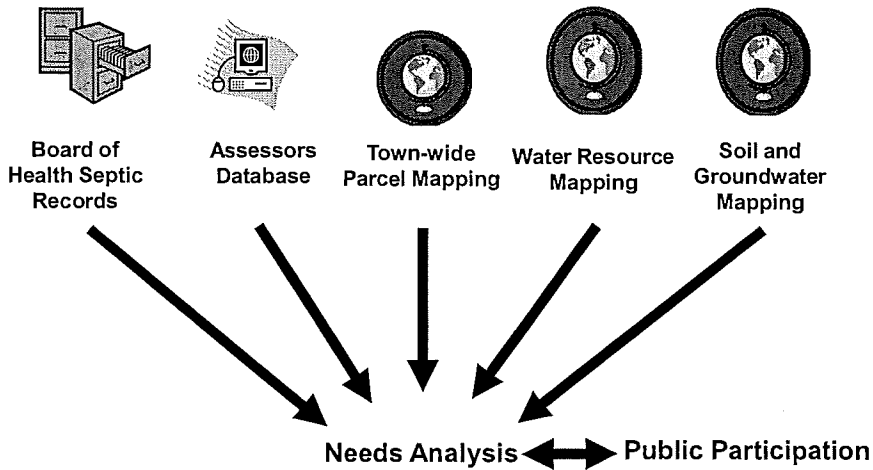 Board of
Health Septic
Records
Assessors
Database
Town-wide
Parcel Mapping
Water Resource
Mapping
Soil and
Groundwater
Mapping
Needs Analysis
Public Participation